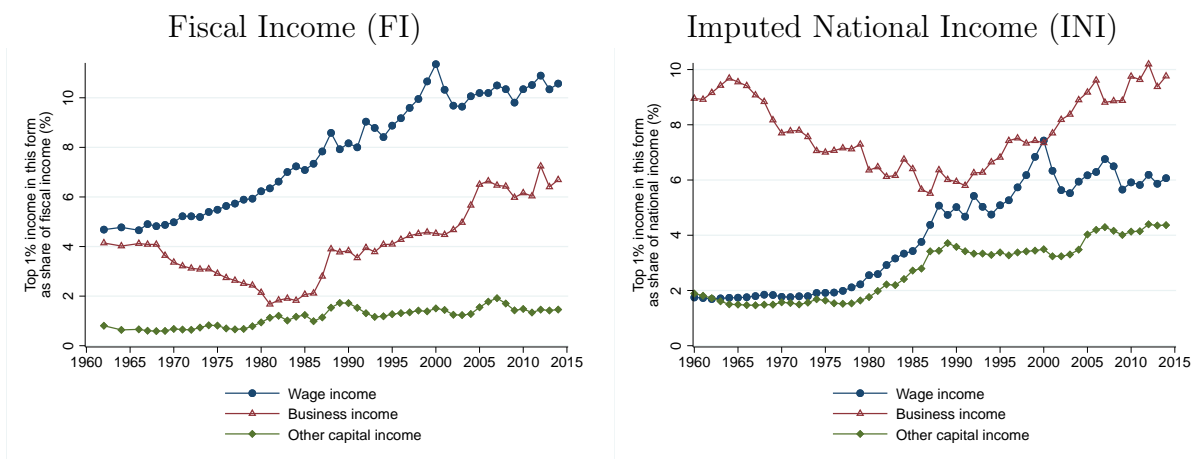 Fiscal Income (FI)
Top 1% income in this form
as share of fiscal income (%)
10
8
6
4
2
0
1960 1965 1970 1975 1980 1985 1990 1995 2000 2005 2010 2015
Wage income
Business income
Other capital income
Imputed National Income (INI)
Top 1% income in this form
as share of national income (%)
10
8
6
4
2
0
1960 1965 1970 1975 1980 1985 1990 1995 2000 2005 2010 2015
Wage income
Business income
Other capital income